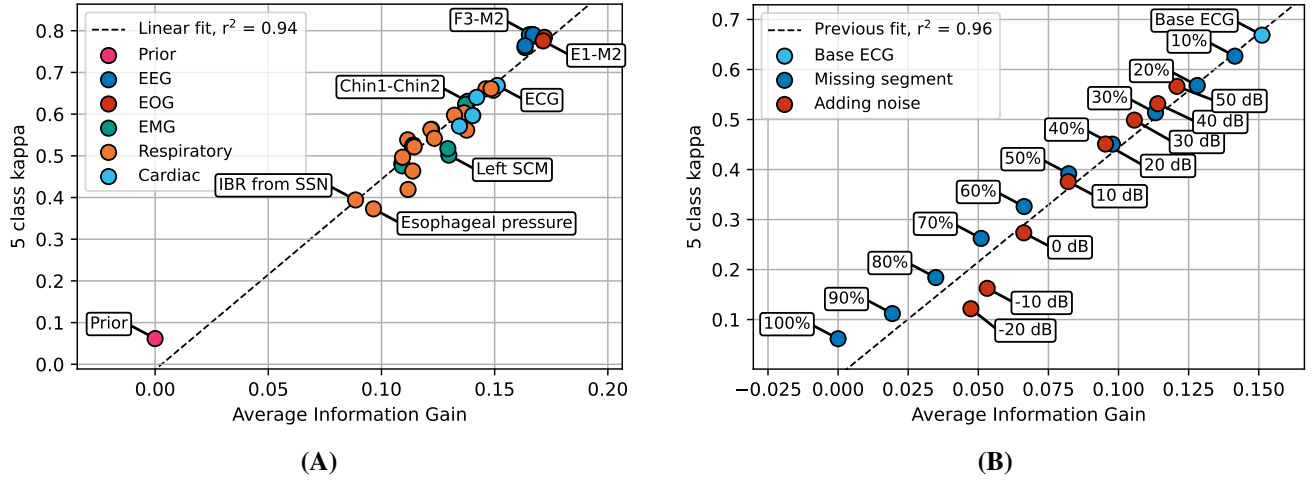 0.8
0.7
0.6
0.5
0.4
0.3
0.2
0.1
0.0
5 class kappa
Linear fit, r² = 0.94
Prior
EEG
EOG
EMG
Respiratory
Cardiac
F3-M2
E1-M2
Chin1-Chin2
ECG
Left SCM
IBR from SSN
Esophageal pressure
Prior
0.00
0.05
0.10
0.15
0.20
Average Information Gain
(A)
0.7
0.6
0.5
0.4
0.3
0.2
0.1
5 class kappa
Previous fit, r² = 0.96
Base ECG
Missing segment
Adding noise
Base ECG
10%
20%
50 dB
30%
40 dB
40%
30 dB
50%
20 dB
60%
10 dB
70%
0 dB
80%
90%
-10 dB
100%
-20 dB
−0.025
0.000
0.025
0.050
0.075
0.100
0.125
0.150
Average Information Gain
(B)